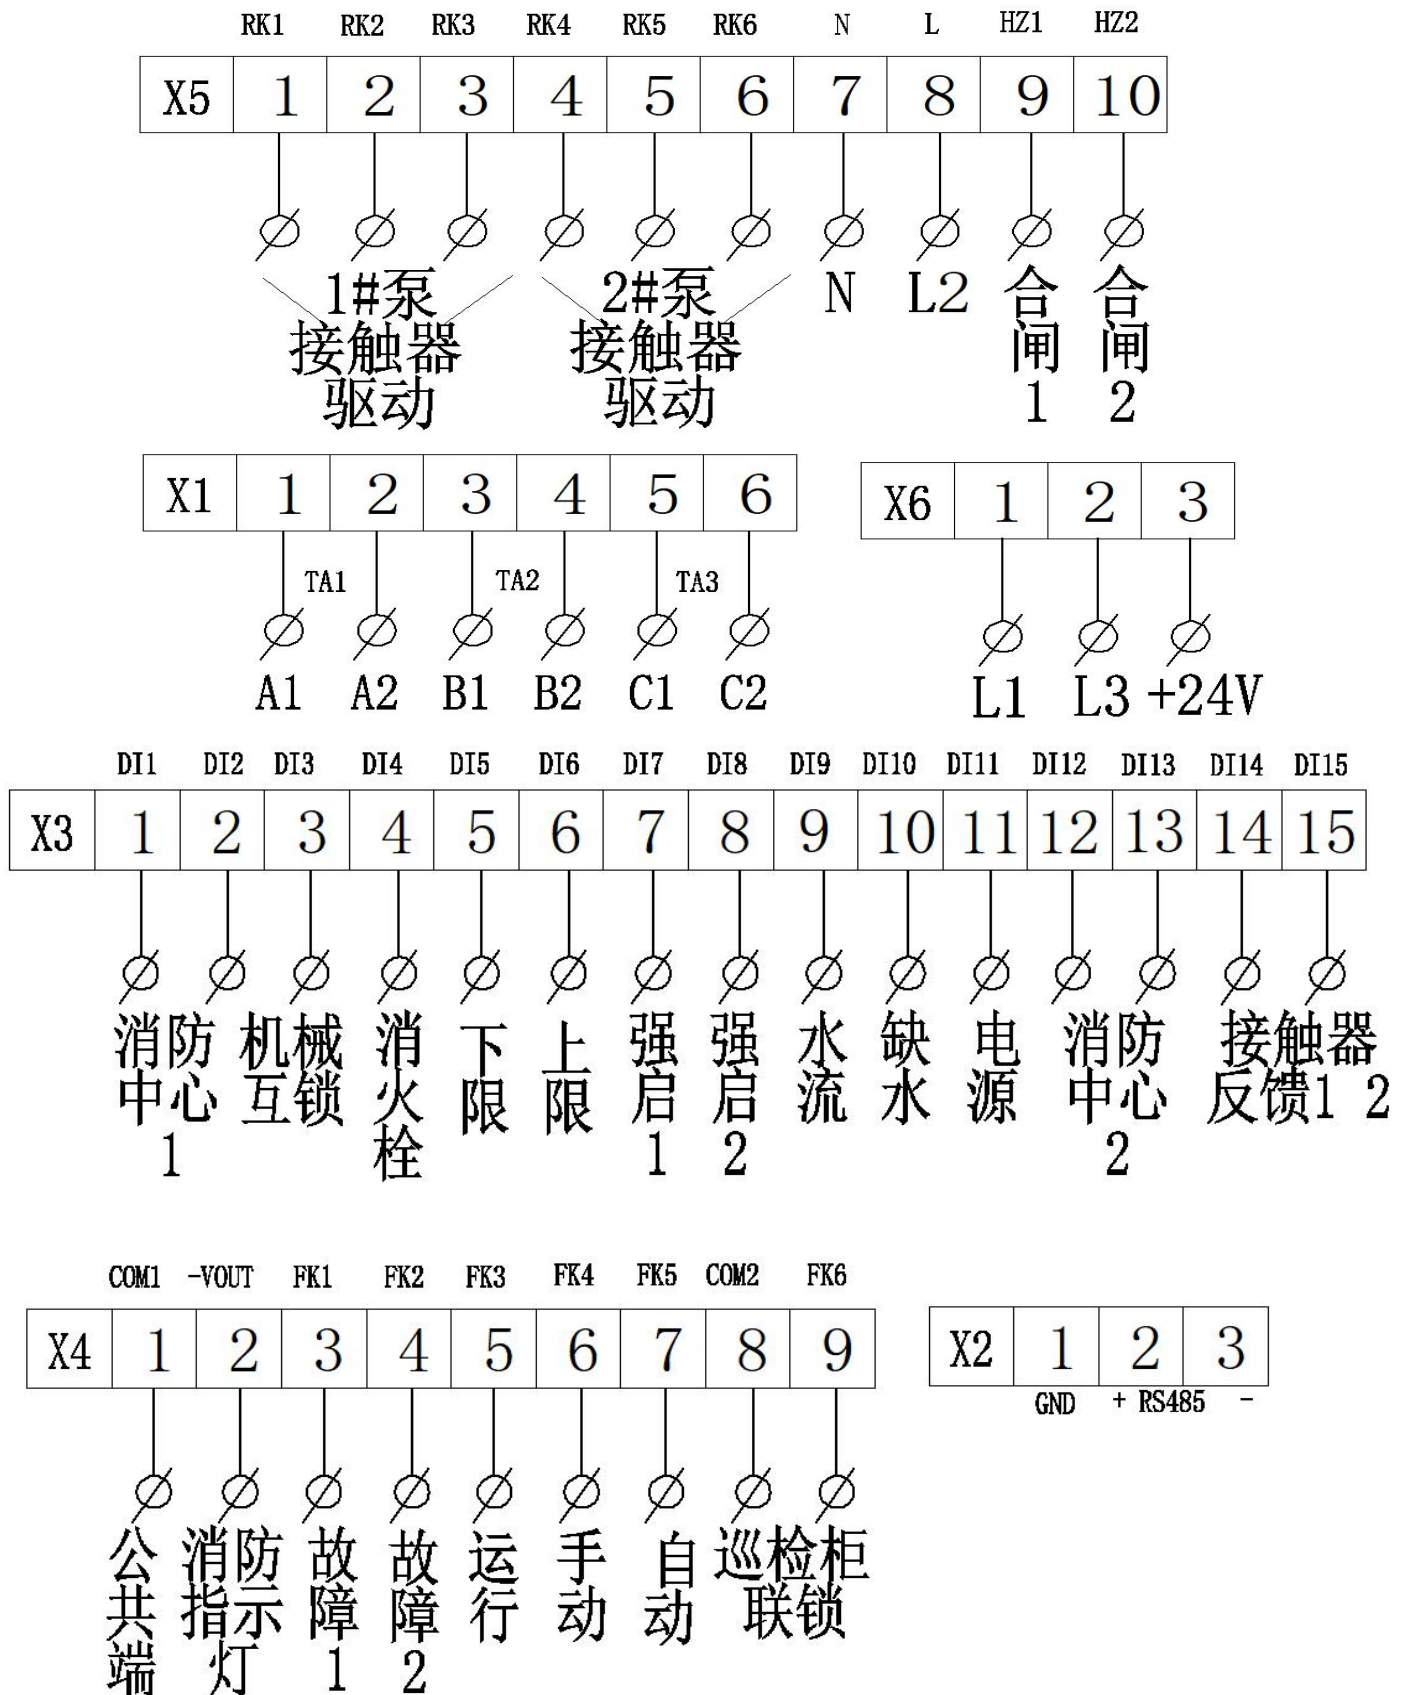 RK1 RK2 RK3 RK4 RK5 RK6 N L HZ1 HZ2
X5 1 2 3 4 5 6 7 8 9 10
1#泵 2#泵 N L2 合 合
接触器 接触器 闸 闸
驱动 驱动 1 2
X1 1 2 3 4 5 6
TA1 TA2 TA3
A1 A2 B1 B2 C1 C2
X6 1 2 3
L1 L3 +24V
DI1 DI2 DI3 DI4 DI5 DI6 DI7 DI8 DI9 DI10 DI11 DI12 DI13 DI14 DI15
X3 1 2 3 4 5 6 7 8 9 10 11 12 13 14 15
消防 机械 消 下 上 强 强 水 缺 电 消防 接触器
中心 互锁 火 限 限 启 启 流 水 源 中心 反馈1 2
1 栓 1 2 2
COM1 -VOUT FK1 FK2 FK3 FK4 FK5 COM2 FK6
X4 1 2 3 4 5 6 7 8 9
公 消防 故 故 运 手 自 巡检柜
共 指示 障 障 行 动 动 联锁
端 灯 1 2
X2 1 2 3
GND + RS485 -